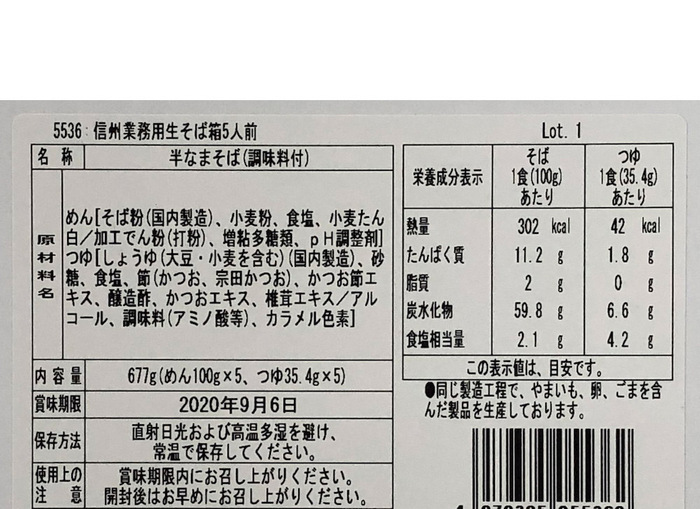 5536:信州業務用生そば箱5人前
名 称
半なまそば(調味料付)
原材料名
めん[そば粉(国内製造)、小麦粉、食塩、小麦たん
白/加工でん粉(打粉)、増粘多糖類、pH調整剤]
つゆ[しょうゆ(大豆・小麦を含む)(国内製造)、砂
糖、食塩、節(かつお、宗田かつお)、かつお節エ
キス、醸造酢、かつおエキス、椎茸エキス/アル
コール、調味料(アミノ酸等)、カラメル色素]
内 容 量
677g(めん100g×5、つゆ35.4g×5)
賞味期限
2020年9月6日
保存方法
直射日光および高温多湿を避け、
常温で保存してください。
使用上の
注 意
賞味期限内にお召し上がりください。
開封後はお早めにお召し上がりください。
Lot. 1
栄養成分表示
そば
1食(100g)
あたり
つゆ
1食(35.4g)
あたり
熱量 302 kcal 42 kcal
たんぱく質 11.2 g 1.8 g
脂質 2 g 0 g
炭水化物 59.8 g 6.6 g
食塩相当量 2.1 g 4.2 g
この表示値は、目安です。
●同じ製造工程で、やまいも、卵、ごまを含
んだ製品を生産しております。